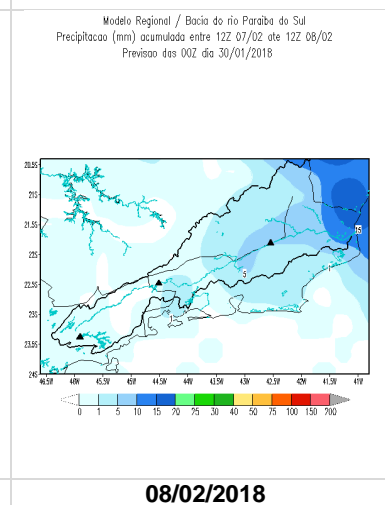 Modelo Regional / Bacia do rio Paraiba do Sul
Precipitacao (mm) acumulada entre 12Z 07/02 ate 12Z 08/02
Previsao das 00Z dia 30/01/2018
20.5S
21S
21.5S
22S
22.5S
23S
23.5S
24S
15
5
1
46.5W 46W 45.5W 45W 44.5W 44W 43.5W 43W 42.5W 42W 41.5W 41W
0 1 5 10 15 20 25 30 40 50 75 100 150 200
08/02/2018